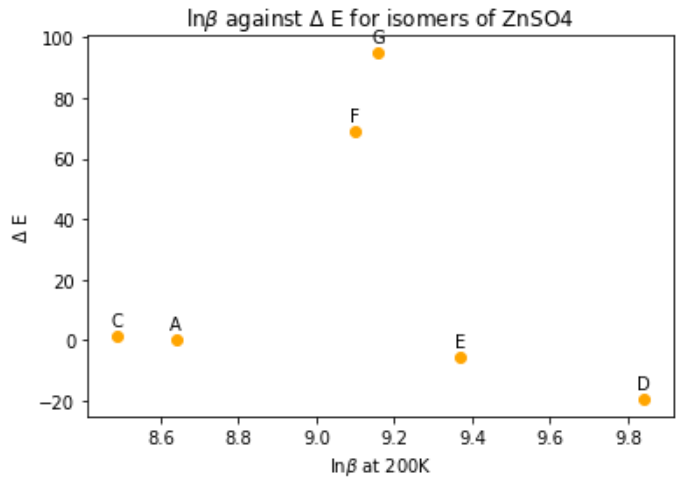 lnβ against Δ E for isomers of ZnSO4
G
100
80
F
60
40
Δ E
20
C
A
0
E
D
−20
8.6 8.8 9.0 9.2 9.4 9.6 9.8
lnβ at 200K